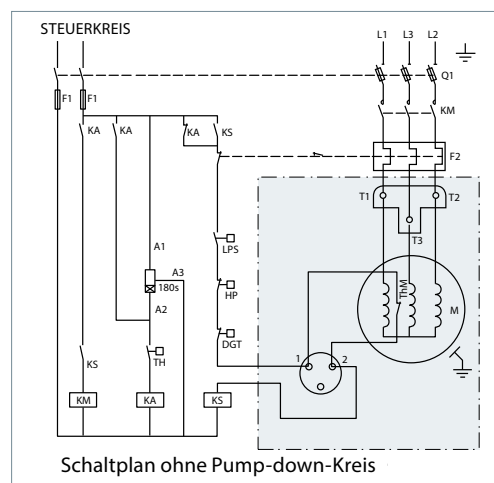 STEUERKREIS
L1 L3 L2
Q1
F1 F1
KM
KA KA KA KS
F2
T1 T2
T3
A1
LPS
A3
180s
HP
ThM
M
A2
DGT
TH
1 2
KS
KM KA KS
Schaltplan ohne Pump-down-Kreis